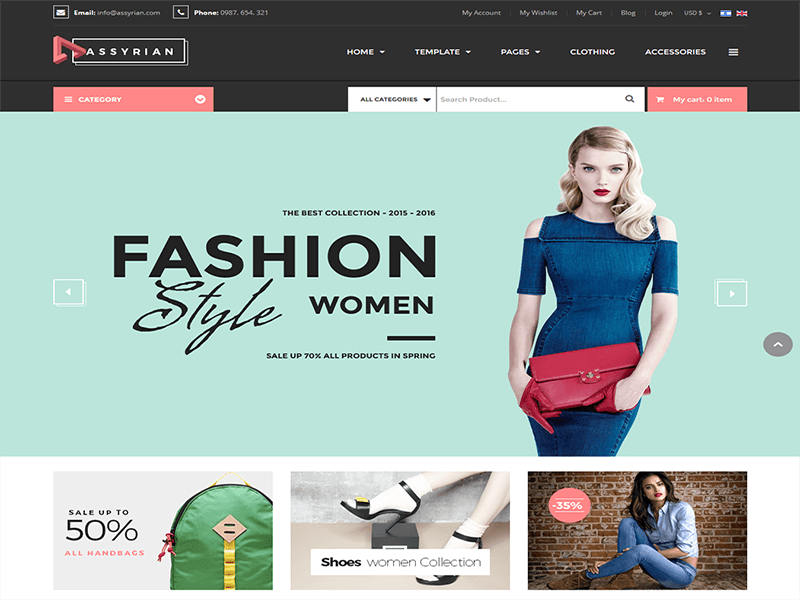 Email: info@assyrian.com Phone: 0987. 654. 321 My Account My Wishlist My Cart Blog Login USD $
ASSYRIAN HOME TEMPLATE PAGES CLOTHING ACCESSORIES
CATEGORY ALL CATEGORIES Search Product... My cart: 0 item
THE BEST COLLECTION - 2015 - 2016
FASHION
Style WOMEN
SALE UP 70% ALL PRODUCTS IN SPRING
SALE UP TO
50%
ALL HANDBAGS
Shoes women Collection
-35%